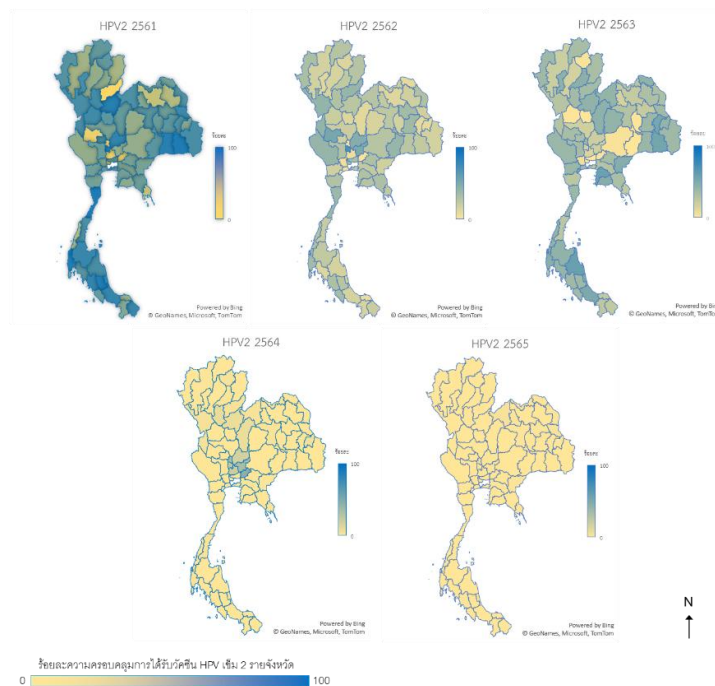 HPV2 2561
HPV2 2562
HPV2 2563
ร้อยละ
100
0
Powered by Bing
© GeoNames, Microsoft, TomTom
ร้อยละ
100
0
Powered by Bing
© GeoNames, Microsoft, TomTom
ร้อยละ
100
0
Powered by Bing
© GeoNames, Microsoft, TomTom
HPV2 2564
HPV2 2565
ร้อยละ
100
0
Powered by Bing
© GeoNames, Microsoft, TomTom
ร้อยละ
100
0
Powered by Bing
© GeoNames, Microsoft, TomTom
N
ร้อยละความครอบคลุมการได้รับวัคซีน HPV เข็ม 2 รายจังหวัด
0 100